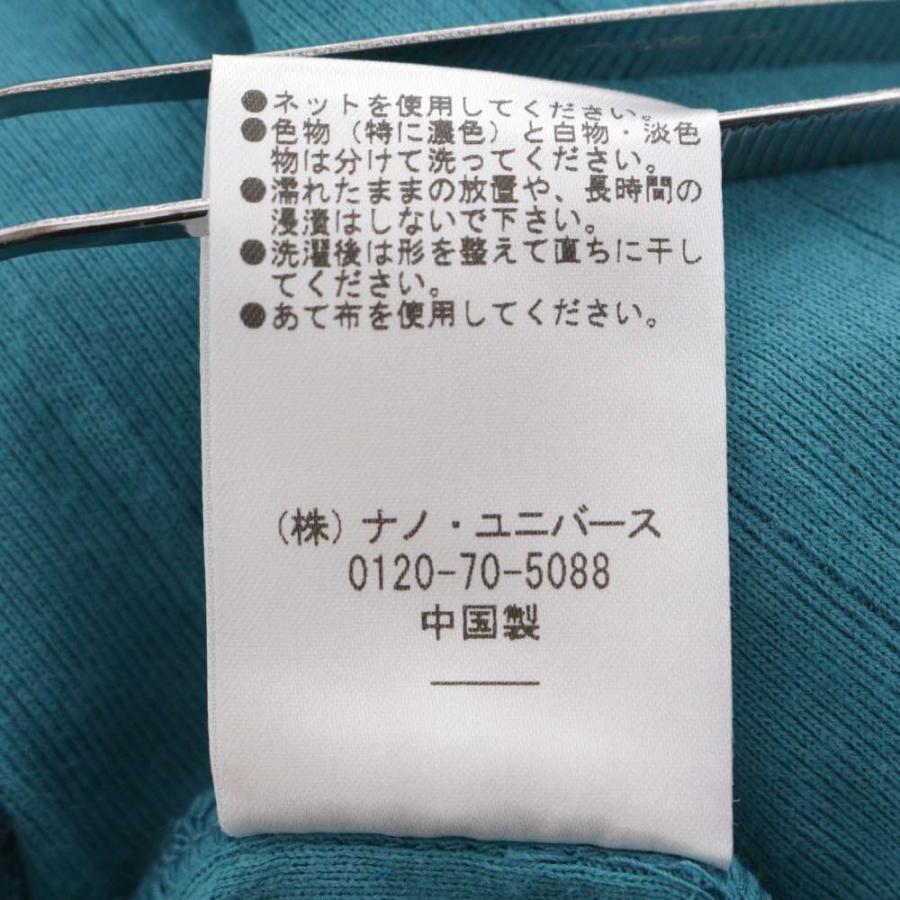 ●ネットを使用してください。
●色物（特に濃色）と白物・淡色
物は分けて洗ってください。
●濡れたままの放置や、長時間の
浸漬はしないで下さい。
●洗濯後は形を整えて直ちに干し
てください。
●あて布を使用してください。
（株）ナノ・ユニバース
0120-70-5088
中国製